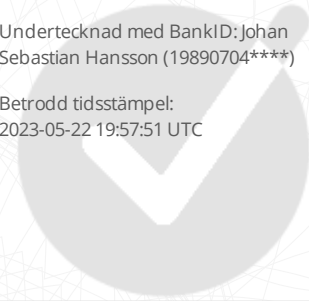 Undertecknad med BankID: Johan
Sebastian Hansson (19890704****)
Betrodd tidsstämpel:
2023-05-22 19:57:51 UTC